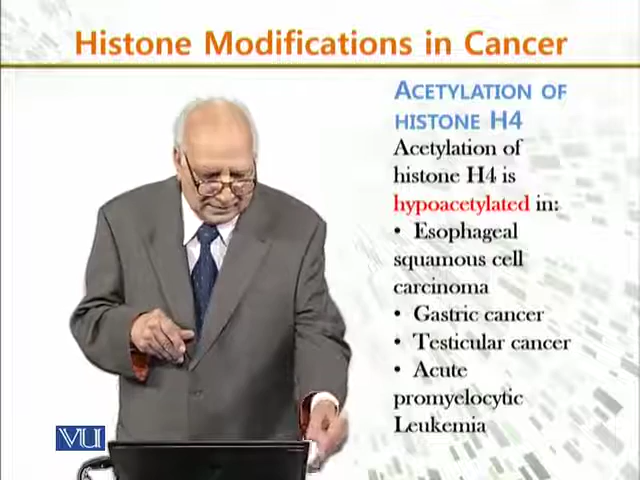 Histone Modifications in Cancer
ACETYLATION OF
HISTONE H4
Acetylation of
histone H4 is
hypoacetylated in:
• Esophageal
squamous cell
carcinoma
• Gastric cancer
• Testicular cancer
• Acute
promyelocytic
Leukemia
VU